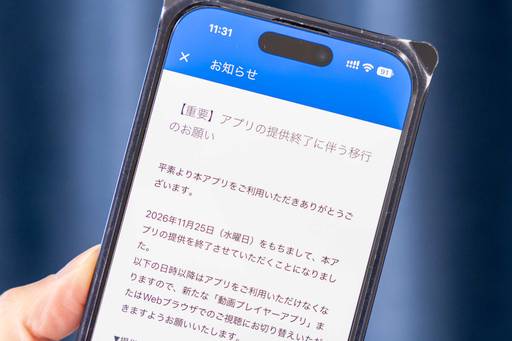 11:31
91
× お知らせ
【重要】アプリの提供終了に伴う移行
のお願い
平素より本アプリをご利用いただきありがとうご
ざいます。
2026年11月25日（水曜日）をもちまして、本ア
プリの提供を終了させていただくことになりまし
た。
以下の日時以降はアプリをご利用いただけなくな
りますので、新たな「動画プレイヤーアプリ」ま
たはWebブラウザでのご視聴にお切り替えいただ
きますようお願いいたします。